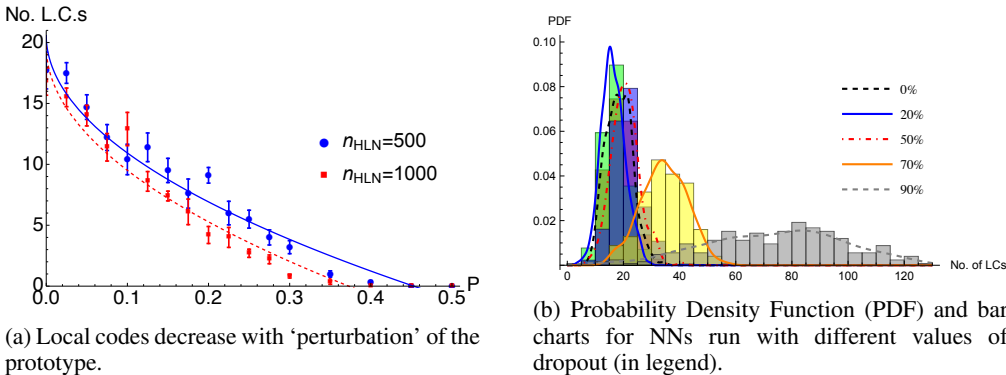 No. L.C.s
20
15
10
5
0
0.0 0.1 0.2 0.3 0.4 0.5
P
n_HLN=500
n_HLN=1000
(a) Local codes decrease with ‘perturbation’ of the
prototype.
PDF
0.10
0.08
0.06
0.04
0.02
0 20 40 60 80 100 120
No. of LCs
0%
20%
50%
70%
90%
(b) Probability Density Function (PDF) and bar
charts for NNs run with different values of
dropout (in legend).